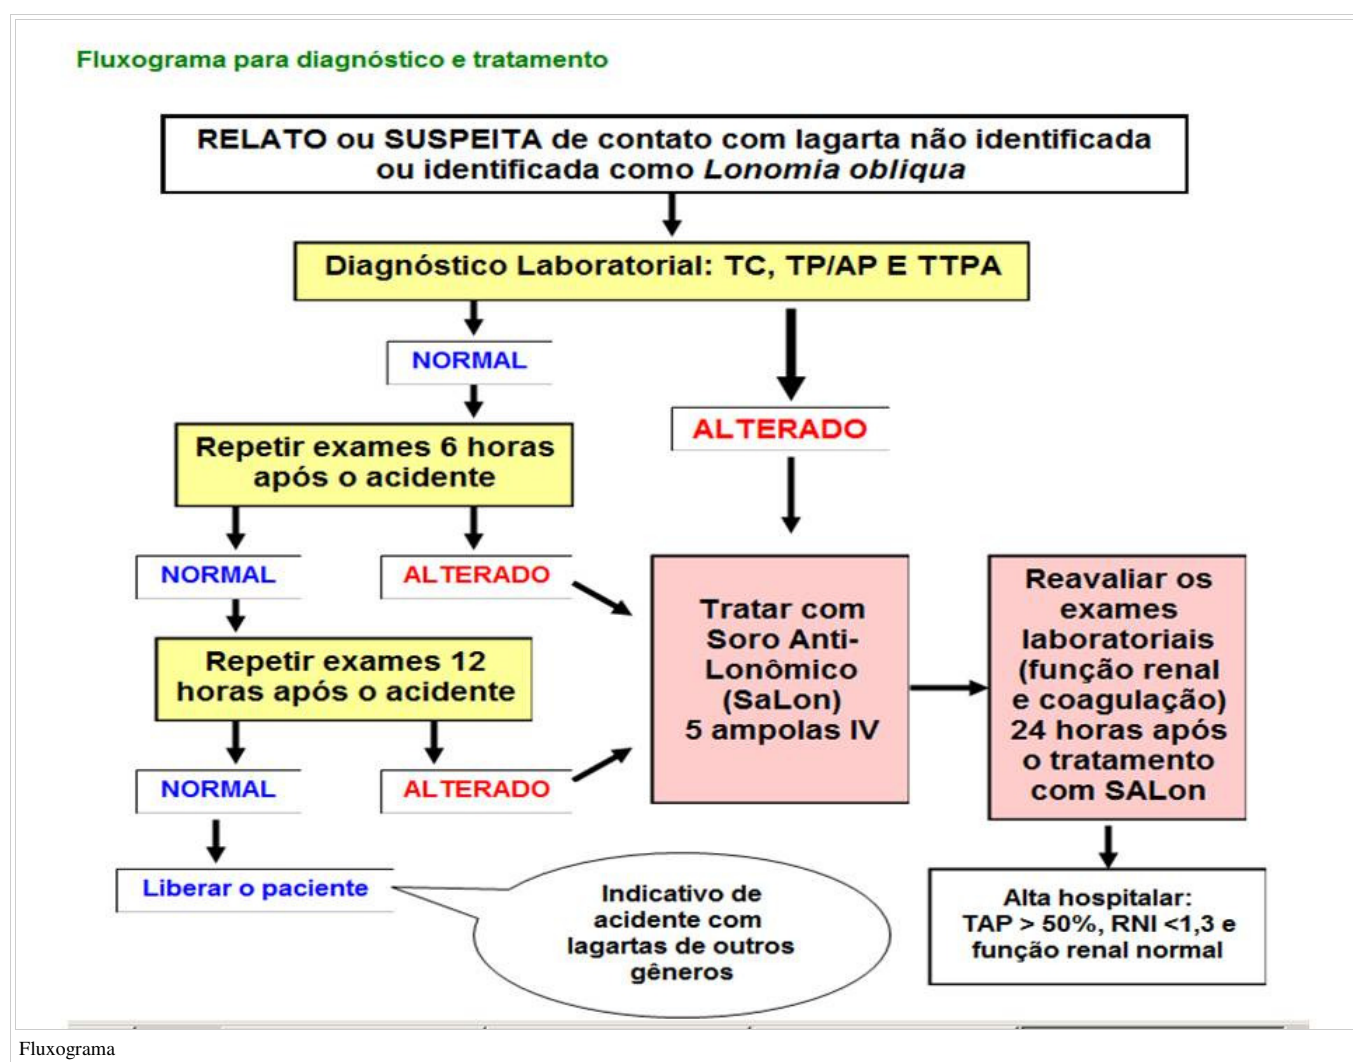 Fluxograma para diagnóstico e tratamento
RELATO ou SUSPEITA de contato com lagarta não identificada
ou identificada como Lonomia obliqua
Diagnóstico Laboratorial: TC, TP/AP E TTPA
NORMAL
ALTERADO
Repetir exames 6 horas
após o acidente
NORMAL
ALTERADO
Repetir exames 12
horas após o acidente
NORMAL
ALTERADO
Liberar o paciente
Indicativo de
acidente com
lagartas de outros
gêneros
Tratar com
Soro Anti-
Lonômico
(SaLon)
5 ampolas IV
Reavaliar os
exames
laboratoriais
(função renal
e coagulação)
24 horas após
o tratamento
com SALon
Alta hospitalar:
TAP > 50%, RNI <1,3 e
função renal normal
Fluxograma